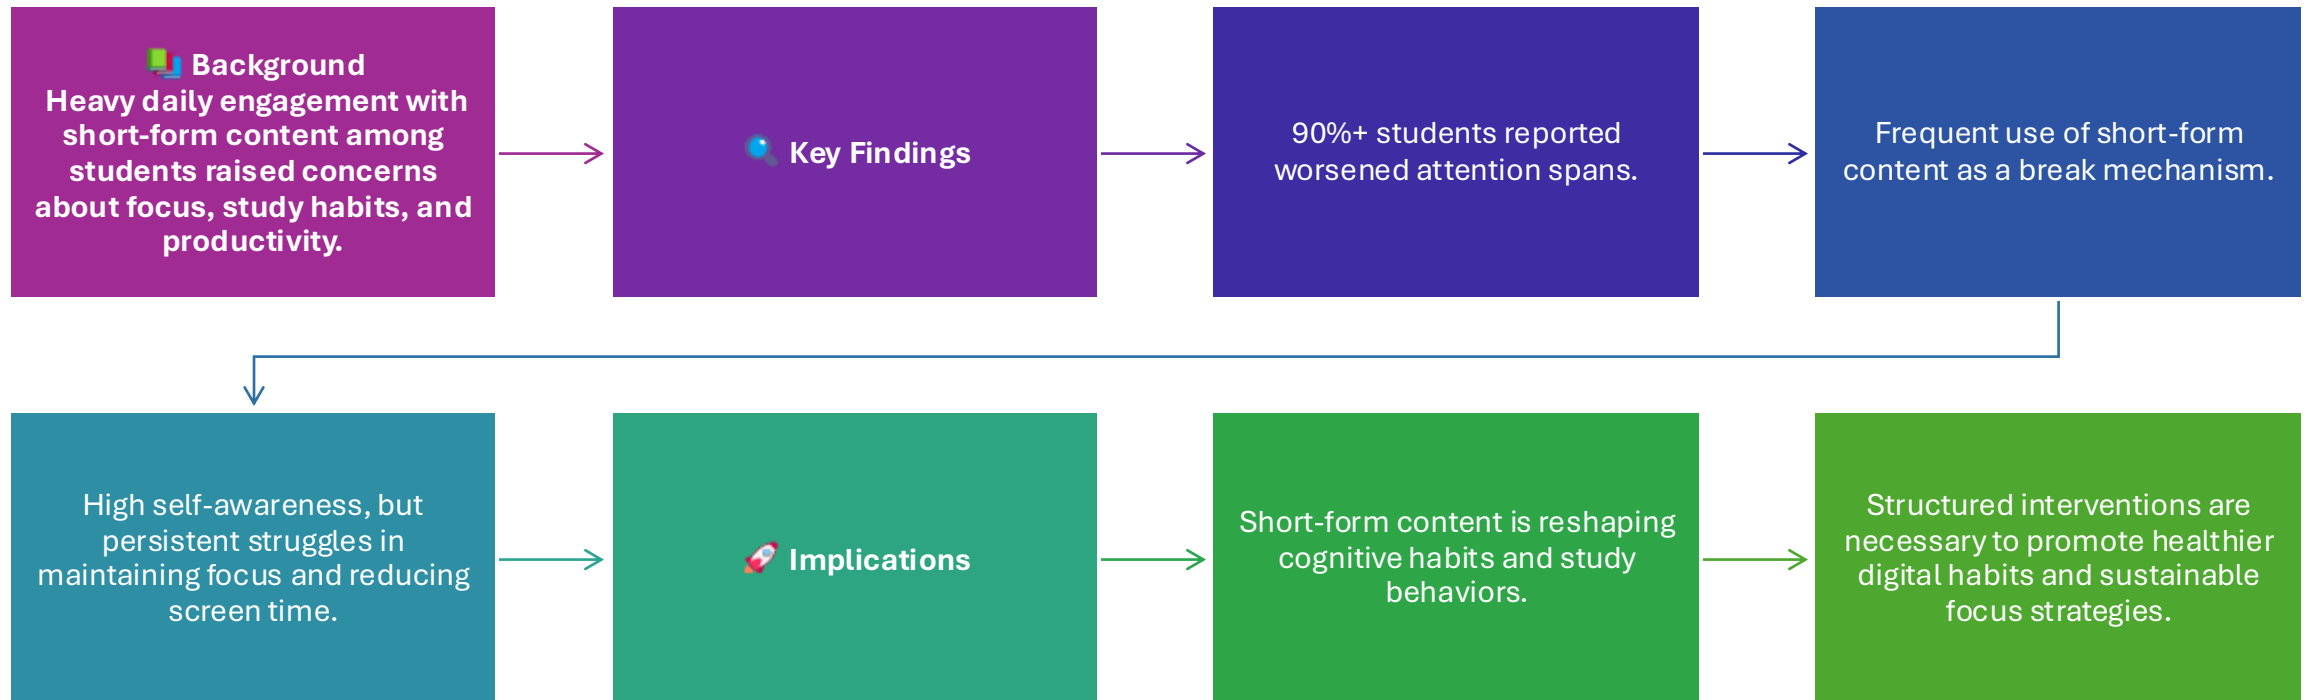 📚 Background
Heavy daily engagement with
short-form content among
students raised concerns
about focus, study habits, and
productivity.
🔍 Key Findings
90%+ students reported
worsened attention spans.
Frequent use of short-form
content as a break mechanism.
High self-awareness, but
persistent struggles in
maintaining focus and reducing
screen time.
🚀 Implications
Short-form content is reshaping
cognitive habits and study
behaviors.
Structured interventions are
necessary to promote healthier
digital habits and sustainable
focus strategies.